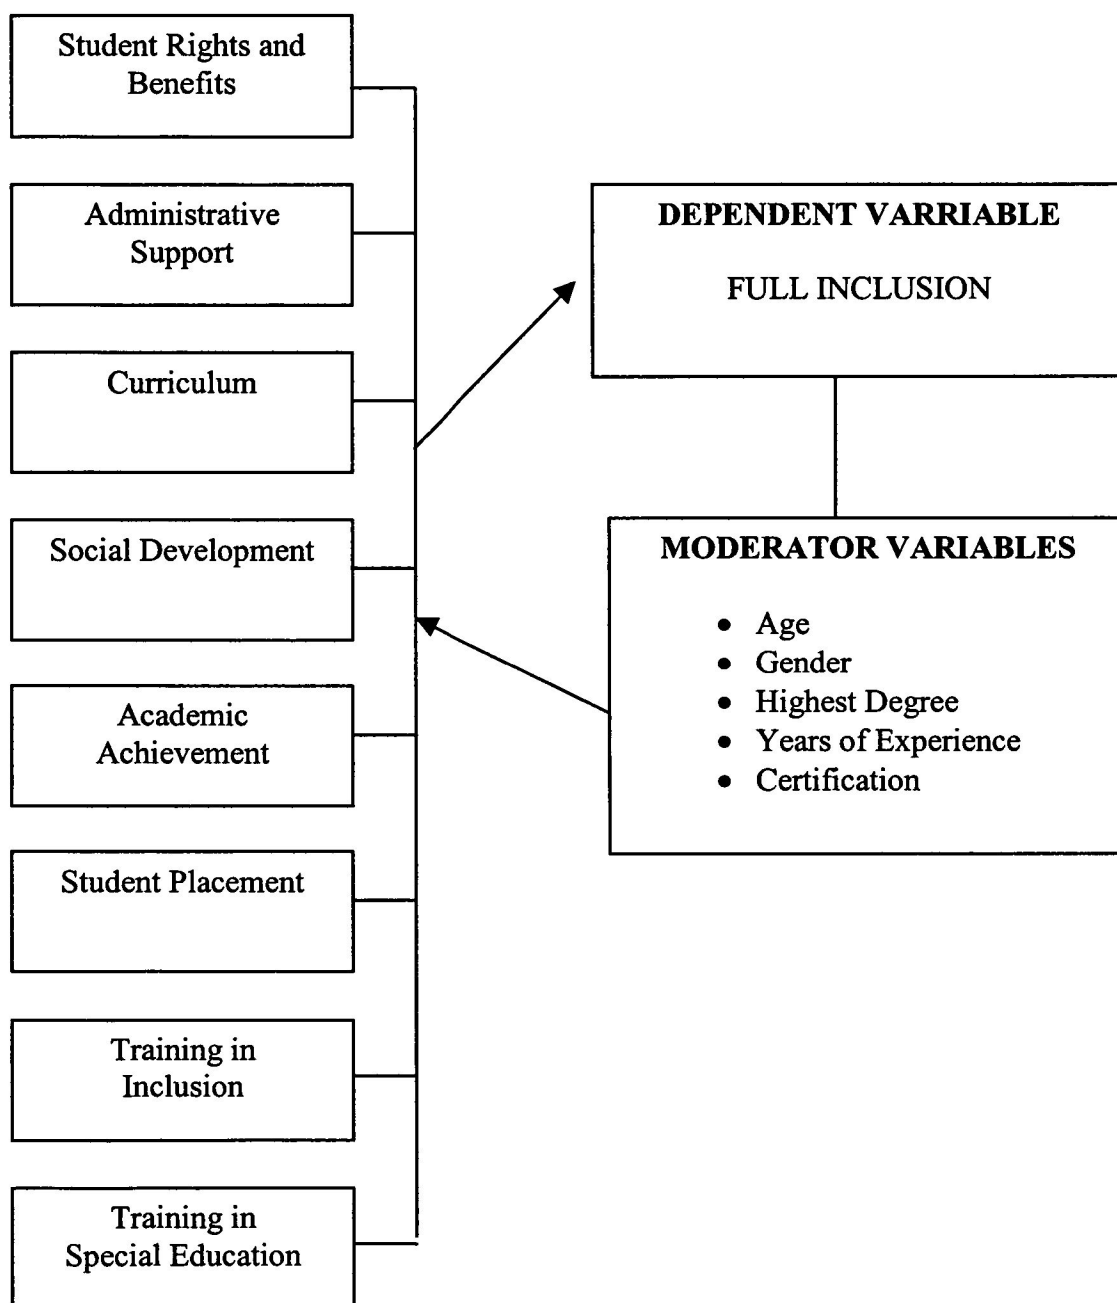 Student Rights and
Benefits
Administrative
Support
Curriculum
Social Development
Academic
Achievement
Student Placement
Training in
Inclusion
Training in
Special Education
DEPENDENT VARRIABLE
FULL INCLUSION
MODERATOR VARIABLES
• Age
• Gender
• Highest Degree
• Years of Experience
• Certification